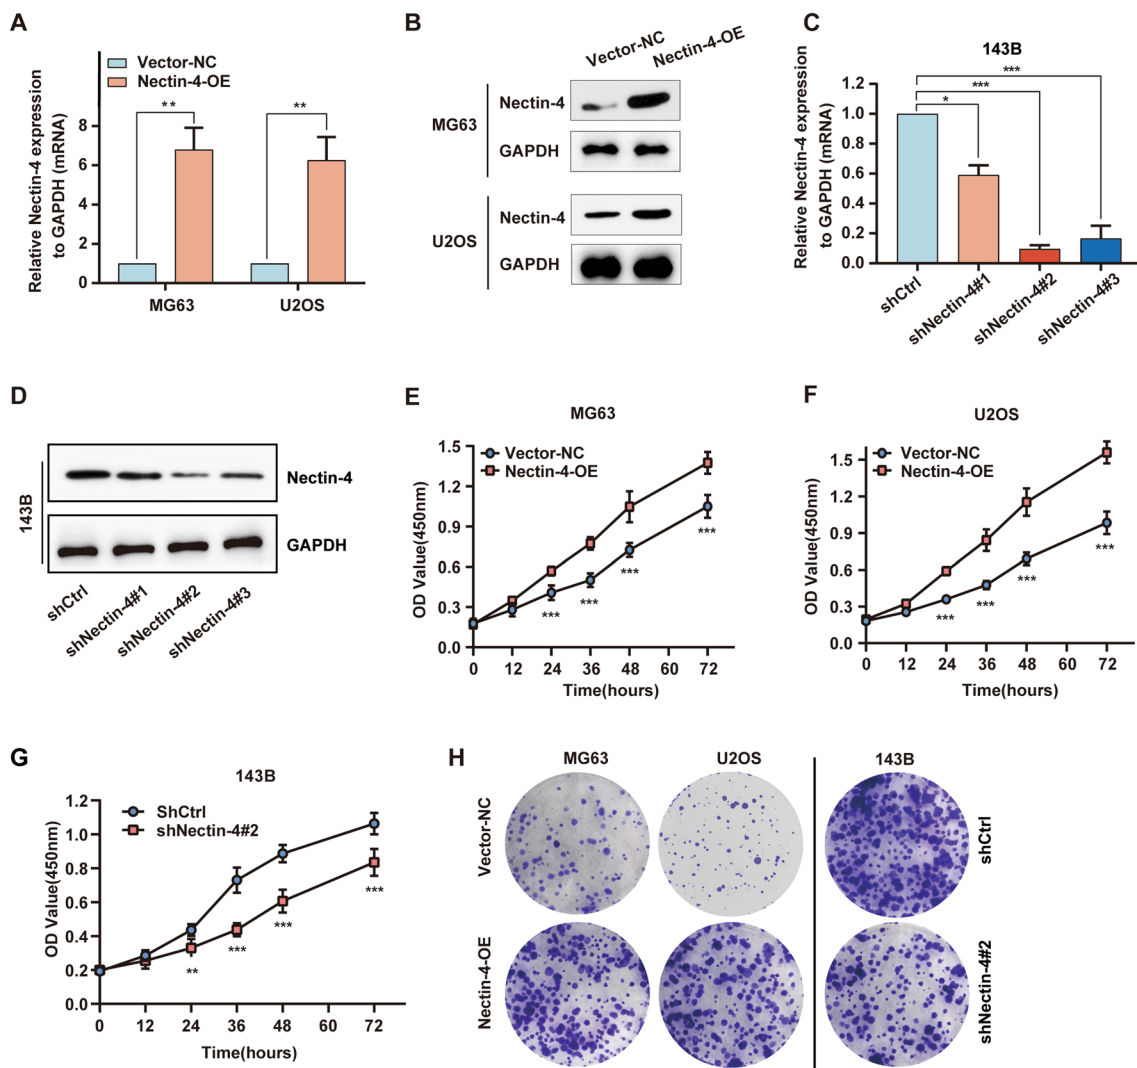 A
Vector-NC
Nectin-4-OE
Relative Nectin-4 expression
to GAPDH (mRNA)
8
6
4
2
0
**
**
MG63
U2OS
B
Vector-NC
Nectin-4-OE
MG63
Nectin-4
GAPDH
U2OS
Nectin-4
GAPDH
C
143B
Relative Nectin-4 expression
to GAPDH (mRNA)
1.2
1.0
0.8
0.6
0.4
0.2
0.0
***
***
*
shCtrl
shNectin-4#1
shNectin-4#2
shNectin-4#3
D
143B
Nectin-4
GAPDH
shCtrl
shNectin-4#1
shNectin-4#2
shNectin-4#3
E
MG63
Vector-NC
Nectin-4-OE
OD Value(450nm)
1.5
1.2
0.9
0.6
0.3
0.0
***
***
***
***
0 12 24 36 48 60 72
Time(hours)
F
U2OS
Vector-NC
Nectin-4-OE
OD Value(450nm)
1.5
1.2
0.9
0.6
0.3
0.0
***
***
***
***
0 12 24 36 48 60 72
Time(hours)
G
143B
ShCtrl
shNectin-4#2
OD Value(450nm)
1.2
1.0
0.8
0.6
0.4
0.2
0.0
**
***
***
***
0 12 24 36 48 60 72
Time(hours)
H
MG63
U2OS
143B
Vector-NC
shCtrl
Nectin-4-OE
shNectin-4#2